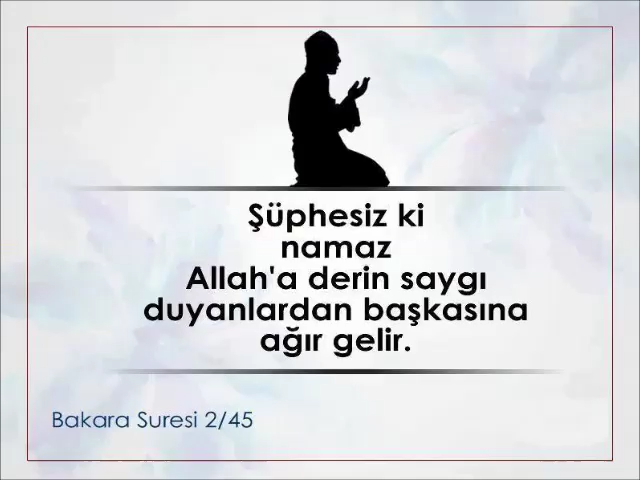 Şüphesiz ki
namaz
Allah'a derin saygı
duyanlardan başkasına
ağır gelir.
Bakara Suresi 2/45